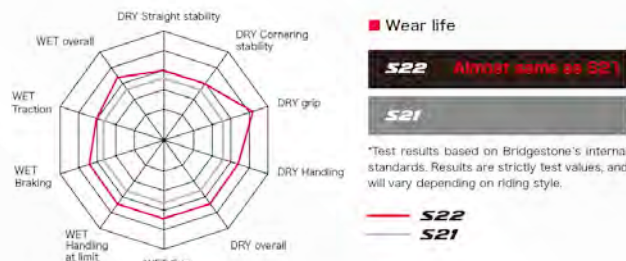 DRY Straight stability
WET overall
DRY Cornering
stability
WET
Traction
DRY grip
WET
Braking
DRY Handling
WET
Handling
at limit
DRY overall
Wear life
S22 Almost same as S21
S21
*Test results based on Bridgestone's interna
standards. Results are strictly test values, and
will vary depending on riding style.
S22
S21